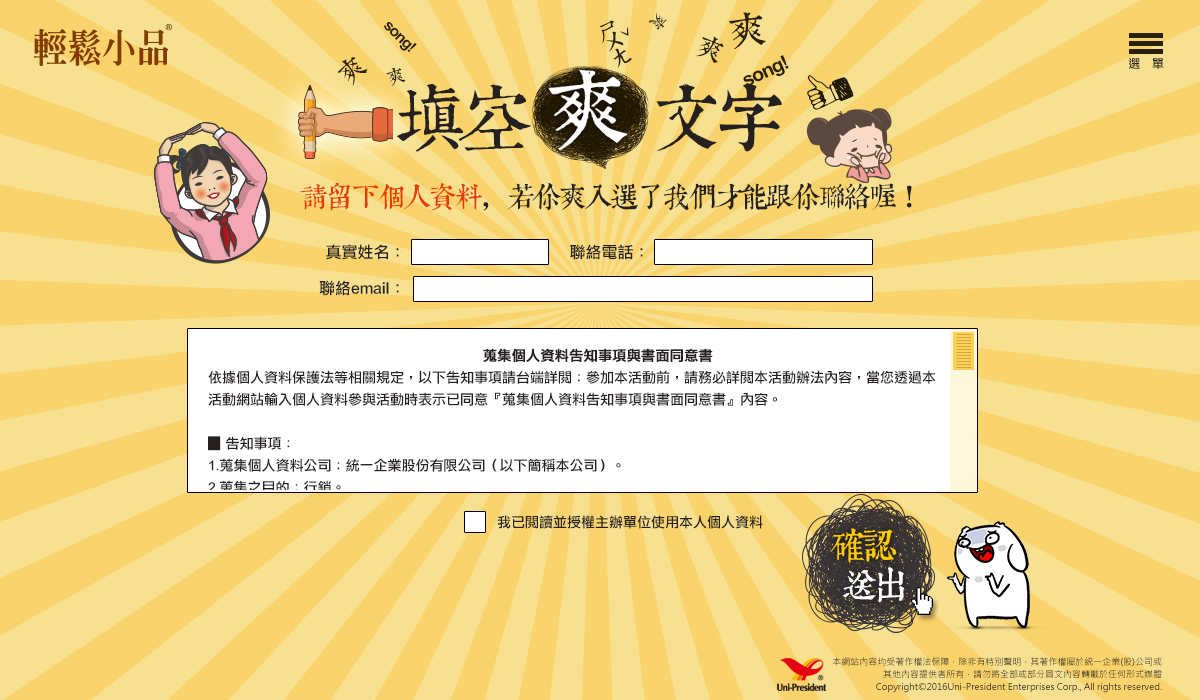 輕鬆小品®
爽
song!
爽
ㄕㄨㄤ
爽
爽
爽
song!
選 單
填空爽文字
請留下個人資料，若你爽入選了我們才能跟你聯絡喔！
真實姓名：
聯絡電話：
聯絡email：
蒐集個人資料告知事項與書面同意書
依據個人資料保護法等相關規定，以下告知事項請台端詳閱：參加本活動前，請務必詳閱本活動辦法內容，當您透過本
活動網站輸入個人資料參與活動時表示已同意『蒐集個人資料告知事項與書面同意書』內容。
■ 告知事項：
1.蒐集個人資料公司：統一企業股份有限公司（以下簡稱本公司）。
2.蒐集之目的：行銷。
我已閱讀並授權主辦單位使用本人個人資料
確認
送出
Uni-President®
本網站內容均受著作權法保障，除非有特別聲明，其著作權屬於統一企業(股)公司或
其他內容提供者所有，請勿將全部或部分圖文內容轉載於任何形式媒體
Copyright©2016Uni-President Enterprises Corp., All rights reserved.